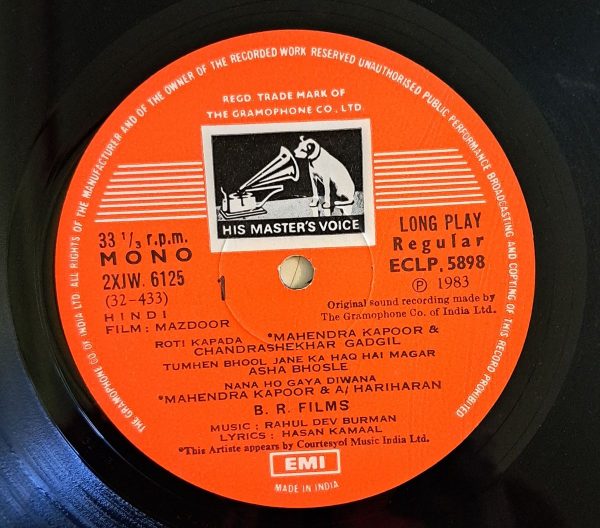 THE GRAMOPHONE CO. OF INDIA LTD. ALL RIGHTS OF THE MANUFACTURER AND OF THE OWNER OF THE RECORDED WORK RESERVED UNAUTHORISED PUBLIC PERFORMANCE BROADCASTING AND COPYING OF THIS RECORD PROHIBITED
REGD. TRADE MARK OF
THE GRAMOPHONE CO., LTD.
HIS MASTER'S VOICE
33 1/3 r.p.m.
MONO
2XJW. 6125
(32-433)
1
HINDI
FILM: MAZDOOR
LONG PLAY
Regular
ECLP. 5898
Ⓟ 1983
Original sound recording made by
The Gramophone Co. of India Ltd.
ROTI KAPADA *MAHENDRA KAPOOR &
CHANDRASHEKHAR GADGIL
TUMHEN BHOOL JANE KA HAQ HAI MAGAR
ASHA BHOSLE
NANA HO GAYA DIWANA
*MAHENDRA KAPOOR & A/ HARIHARAN
B. R. FILMS
MUSIC ; RAHUL DEV BURMAN
LYRICS : HASAN KAMAAL
*This Artiste appears by Courtesyof Music India Ltd.
EMI
MADE IN INDIA